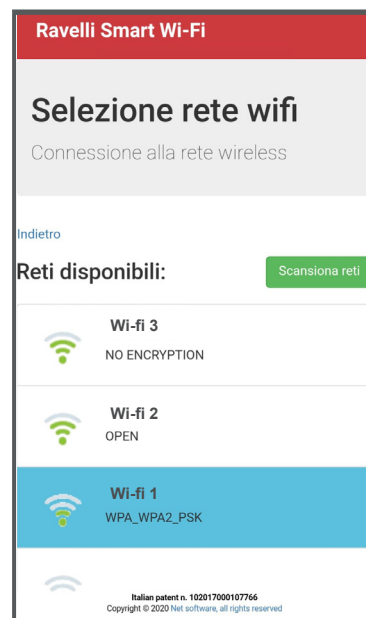 Ravelli Smart Wi-Fi
Selezione rete wifi
Connessione alla rete wireless
Indietro
Reti disponibili:
Scansiona reti
Wi-fi 3
NO ENCRYPTION
Wi-fi 2
OPEN
Wi-fi 1
WPA_WPA2_PSK
Italian patent n. 102017000107766
Copyright © 2020 Net software, all rights reserved